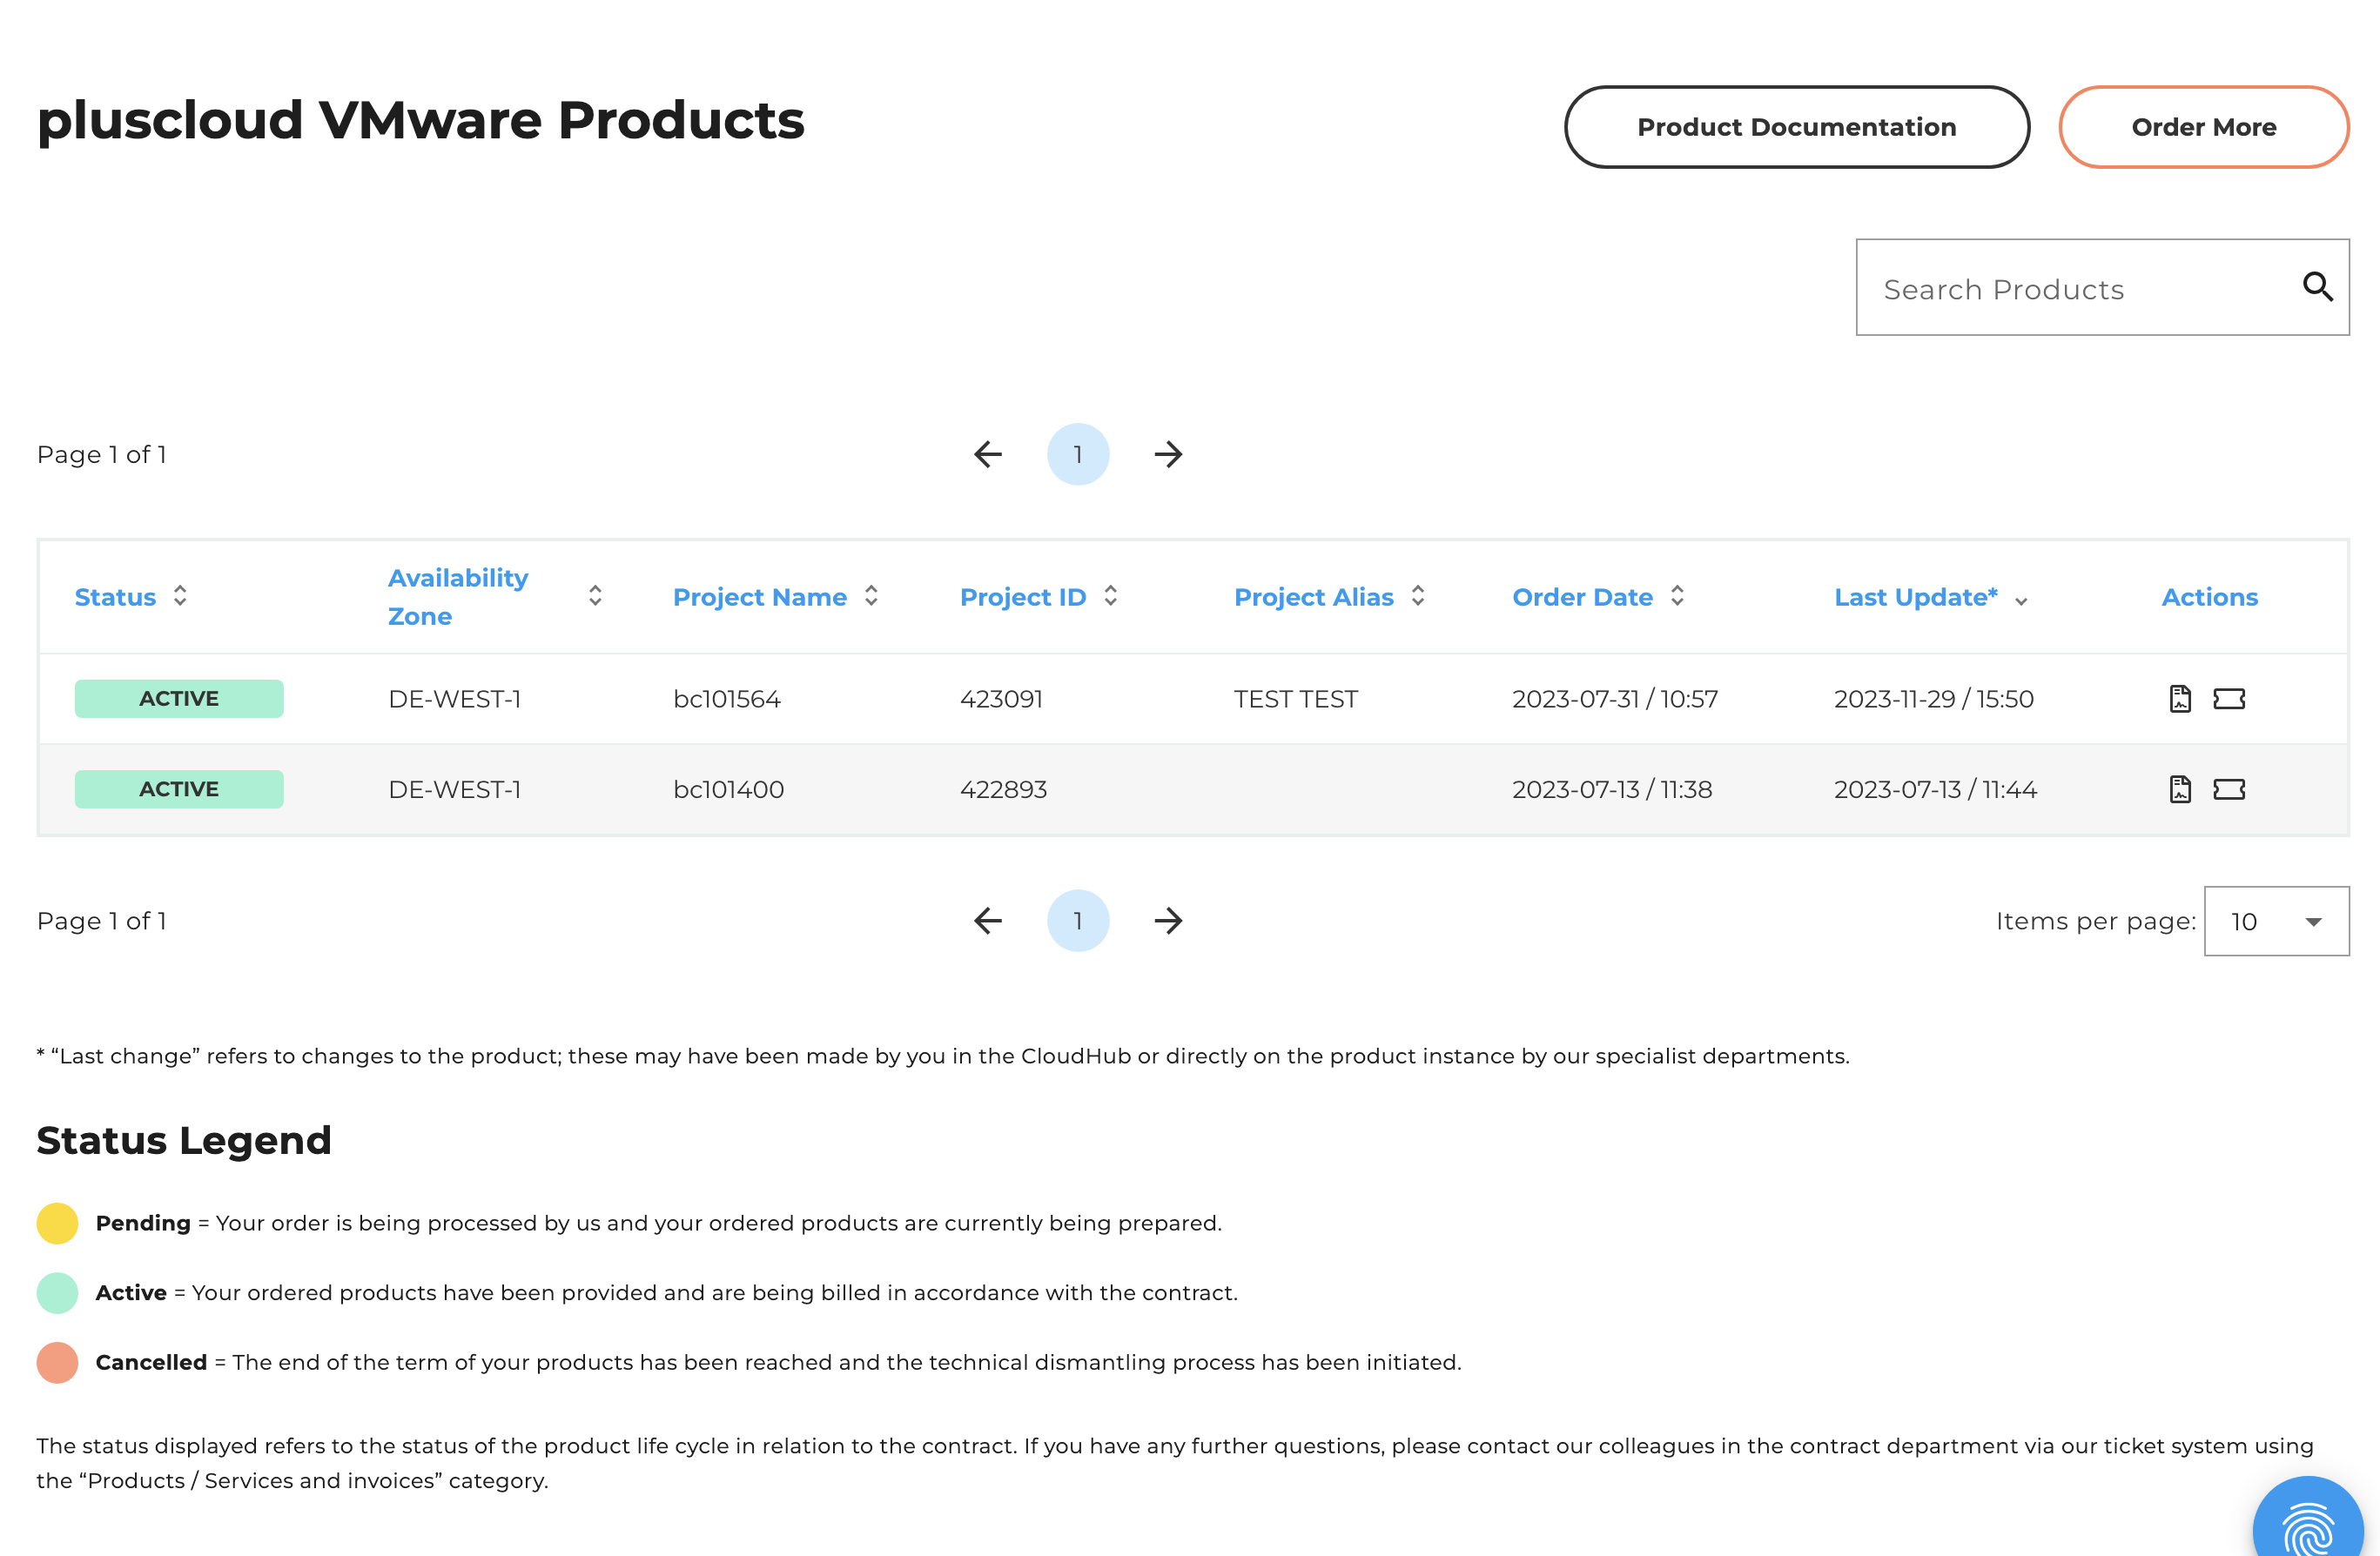 pluscloud VMware Products
Product Documentation
Order More
Search Products
Page 1 of 1
1
Status
Availability
Zone
Project Name
Project ID
Project Alias
Order Date
Last Update*
Actions
ACTIVE DE-WEST-1 bc101564 423091 TEST TEST 2023-07-31 / 10:57 2023-11-29 / 15:50
ACTIVE DE-WEST-1 bc101400 422893 2023-07-13 / 11:38 2023-07-13 / 11:44
Page 1 of 1
1
Items per page: 10
* “Last change” refers to changes to the product; these may have been made by you in the CloudHub or directly on the product instance by our specialist departments.
Status Legend
Pending = Your order is being processed by us and your ordered products are currently being prepared.
Active = Your ordered products have been provided and are being billed in accordance with the contract.
Cancelled = The end of the term of your products has been reached and the technical dismantling process has been initiated.
The status displayed refers to the status of the product life cycle in relation to the contract. If you have any further questions, please contact our colleagues in the contract department via our ticket system using
the “Products / Services and invoices” category.